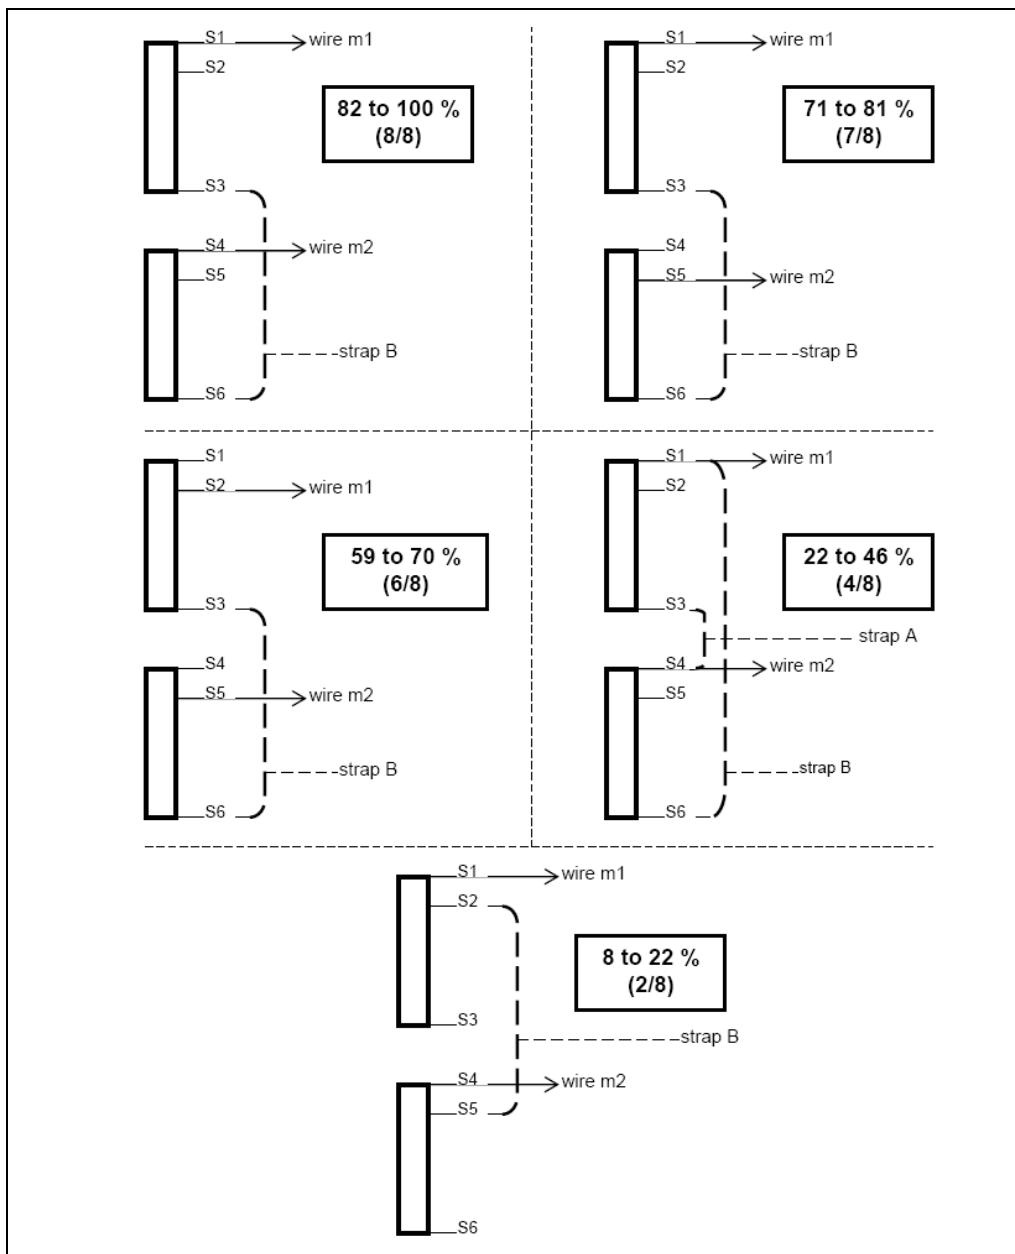 S1
wire m1
S2
82 to 100 %
(8/8)
S3
S4
wire m2
S5
strap B
S6
S1
wire m1
S2
71 to 81 %
(7/8)
S3
S4
S5
wire m2
strap B
S6
S1
S2
wire m1
59 to 70 %
(6/8)
S3
S4
S5
wire m2
strap B
S6
S1
wire m1
S2
22 to 46 %
(4/8)
S3
strap A
S4
wire m2
S5
strap B
S6
S1
wire m1
S2
8 to 22 %
(2/8)
S3
strap B
S4
wire m2
S5
S6